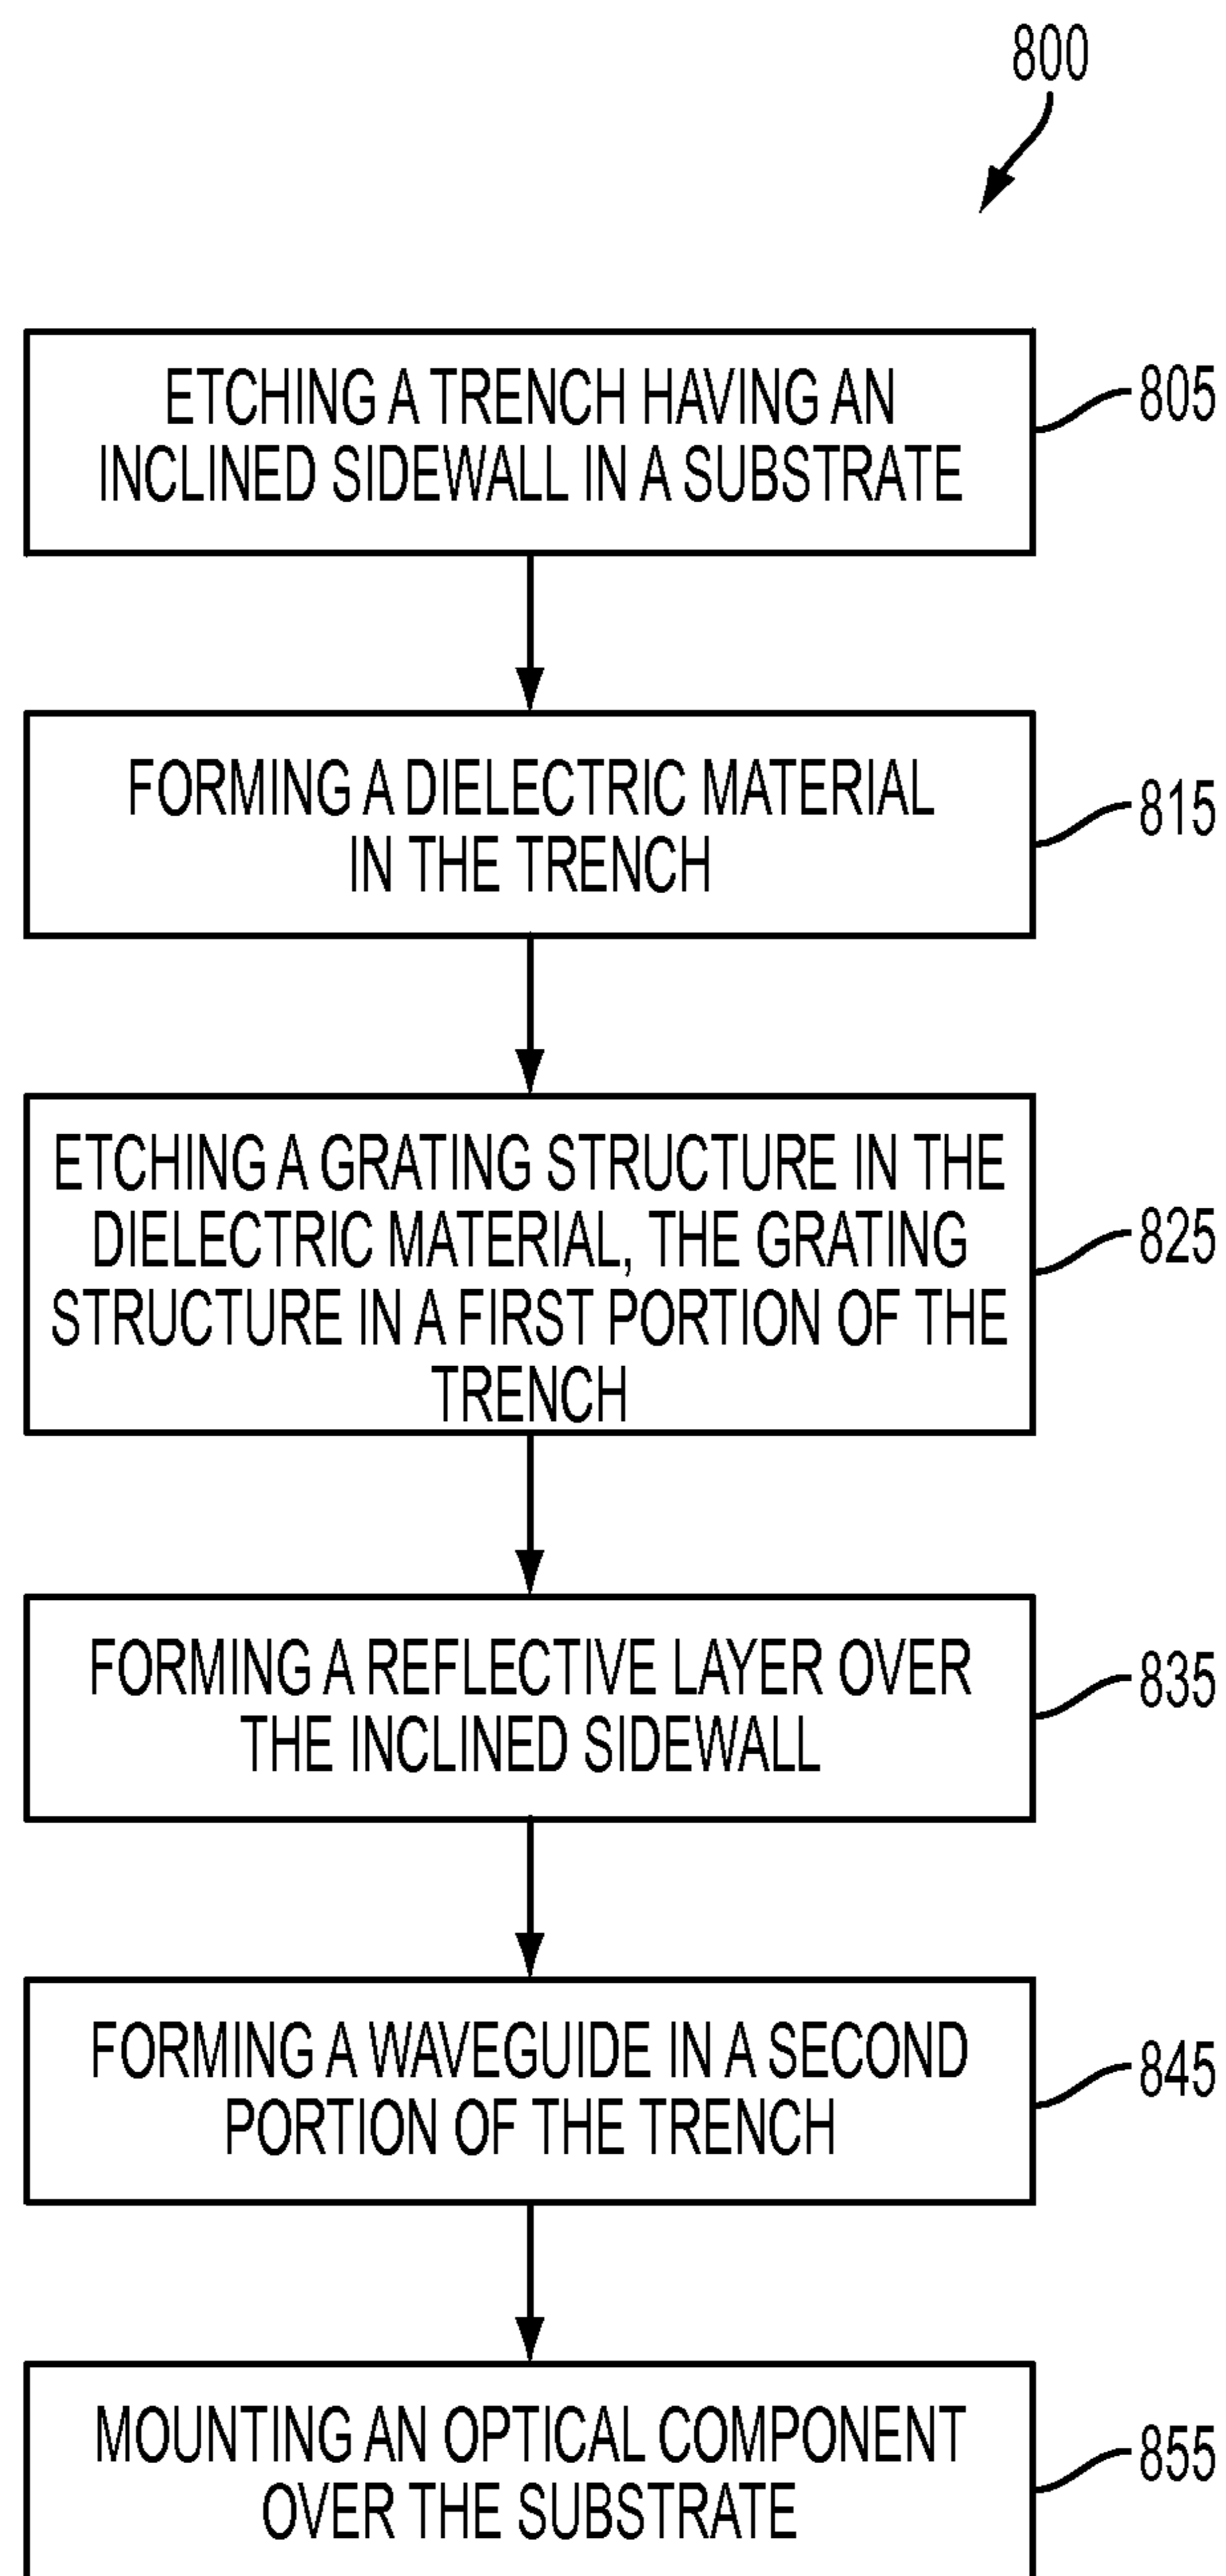 800
ETCHING A TRENCH HAVING AN
INCLINED SIDEWALL IN A SUBSTRATE
805
FORMING A DIELECTRIC MATERIAL
IN THE TRENCH
815
ETCHING A GRATING STRUCTURE IN THE
DIELECTRIC MATERIAL, THE GRATING
STRUCTURE IN A FIRST PORTION OF THE
TRENCH
825
FORMING A REFLECTIVE LAYER OVER
THE INCLINED SIDEWALL
835
FORMING A WAVEGUIDE IN A SECOND
PORTION OF THE TRENCH
845
MOUNTING AN OPTICAL COMPONENT
OVER THE SUBSTRATE
855